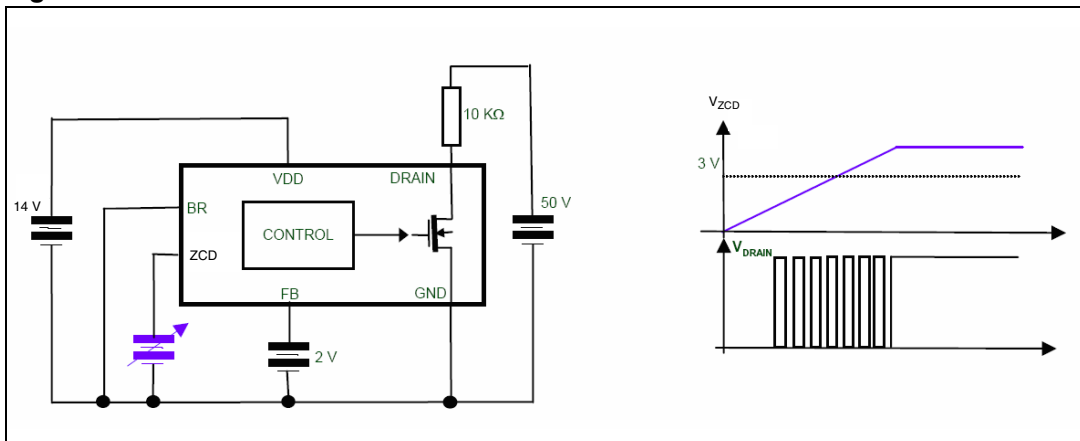 10 KΩ
VDD
DRAIN
14 V
BR
50 V
CONTROL
ZCD
FB
GND
2 V
VZCD
3 V
VDRAIN